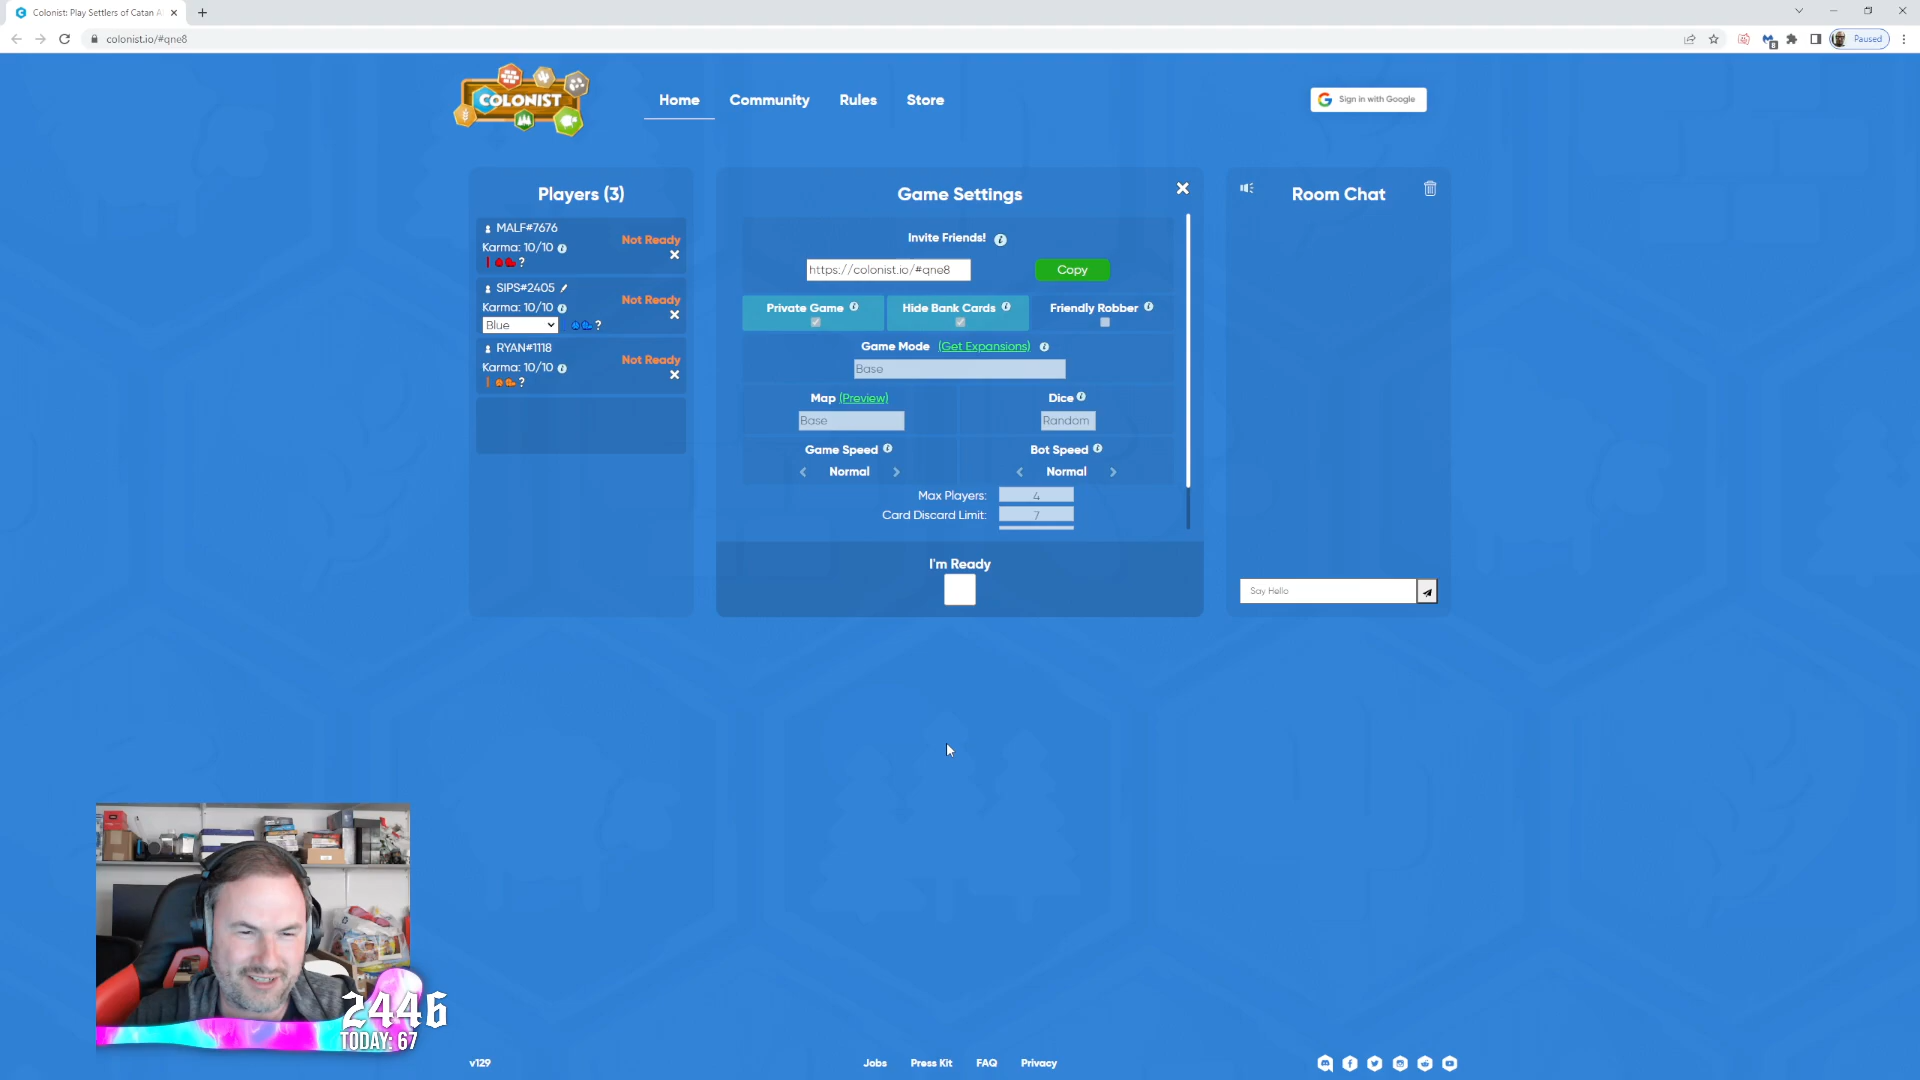 Colonist: Play Settlers of Catan A
colonist.io/#qne8
Paused
COLONIST
Home
Community
Rules
Store
Sign in with Google
Players (3)
MALF#7676
Karma: 10/10
Not Ready
?
SIPS#2405
Karma: 10/10
Not Ready
Blue
?
RYAN#1118
Karma: 10/10
Not Ready
?
Game Settings
Invite Friends!
https://colonist.io/#qne8
Copy
Private Game
Hide Bank Cards
Friendly Robber
Game Mode (Get Expansions)
Base
Map (Preview)
Dice
Base
Random
Game Speed
Bot Speed
Normal
Normal
Max Players: 4
Card Discard Limit: 7
I'm Ready
Room Chat
Say Hello
2446
TODAY: 67
v129
Jobs
Press Kit
FAQ
Privacy